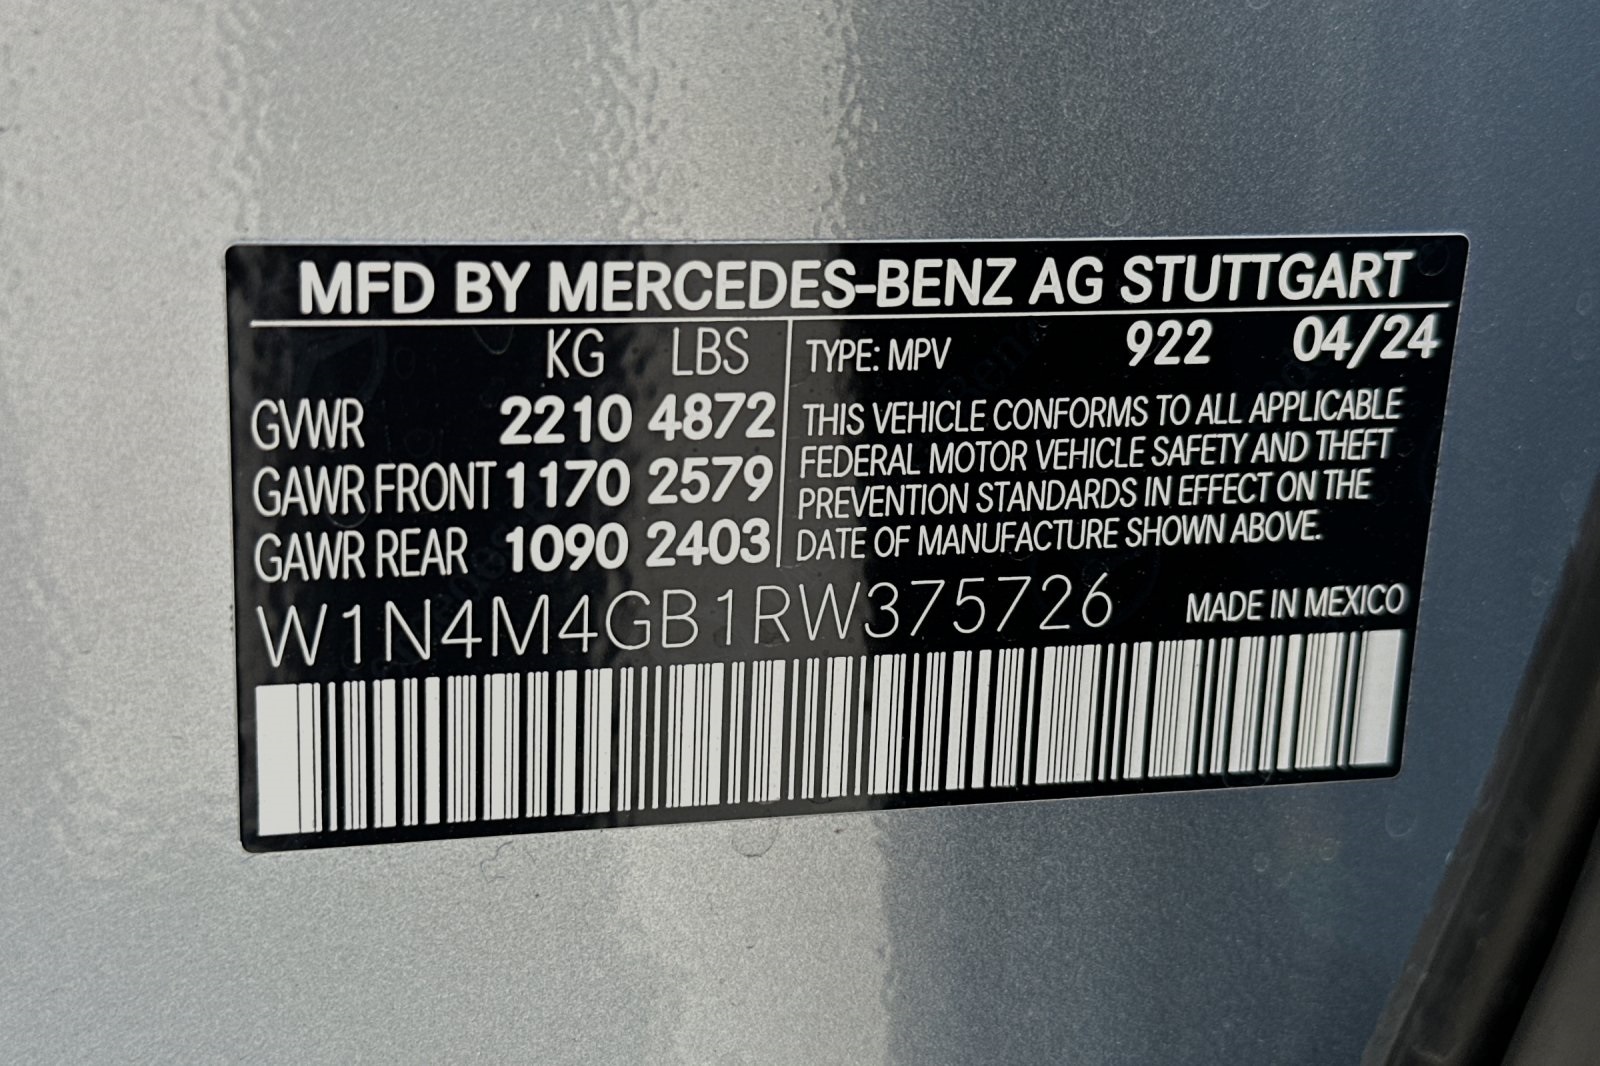 MFD BY MERCEDES-BENZ AG STUTTGART
KG LBS
GVWR 2210 4872
GAWR FRONT 1170 2579
GAWR REAR 1090 2403
TYPE: MPV 922 04/24
THIS VEHICLE CONFORMS TO ALL APPLICABLE
FEDERAL MOTOR VEHICLE SAFETY AND THEFT
PREVENTION STANDARDS IN EFFECT ON THE
DATE OF MANUFACTURE SHOWN ABOVE.
W1N4M4GB1RW375726 MADE IN MEXICO